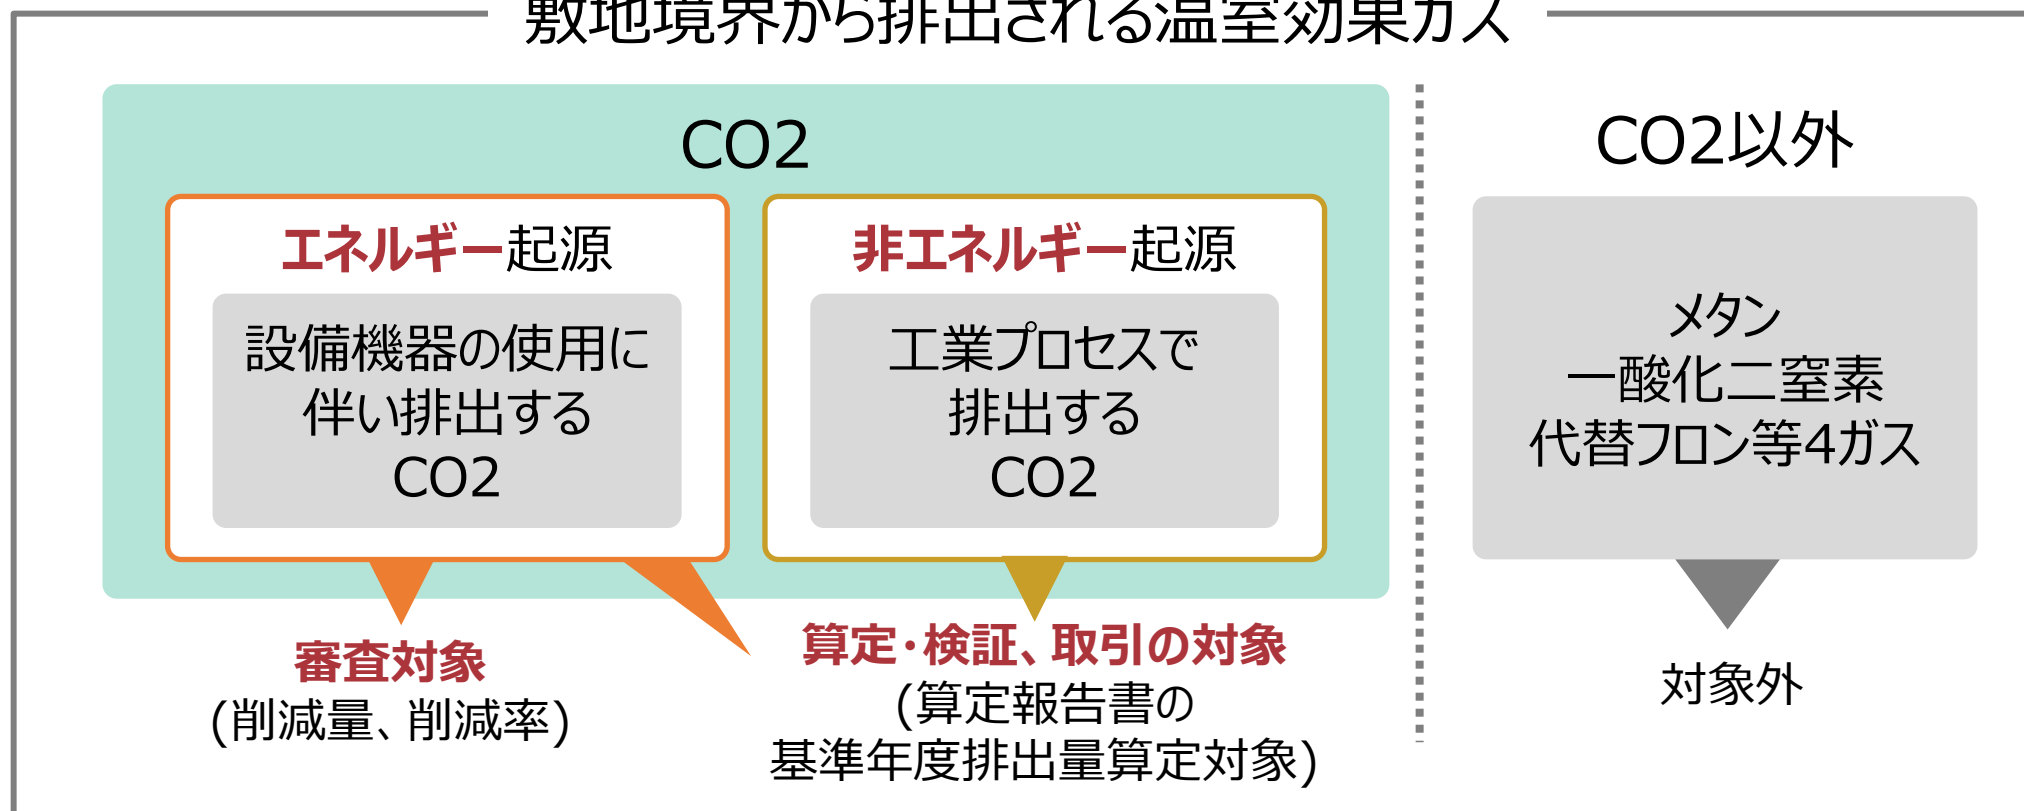 敷地境界から排出される温室効果ガス
CO2
エネルギー起源
設備機器の使用に
伴い排出する
CO2
審査対象
(削減量、削減率)
非エネルギー起源
工業プロセスで
排出する
CO2
算定・検証、取引の対象
(算定報告書の
基準年度排出量算定対象)
CO2以外
メタン
一酸化二窒素
代替フロン等4ガス
対象外